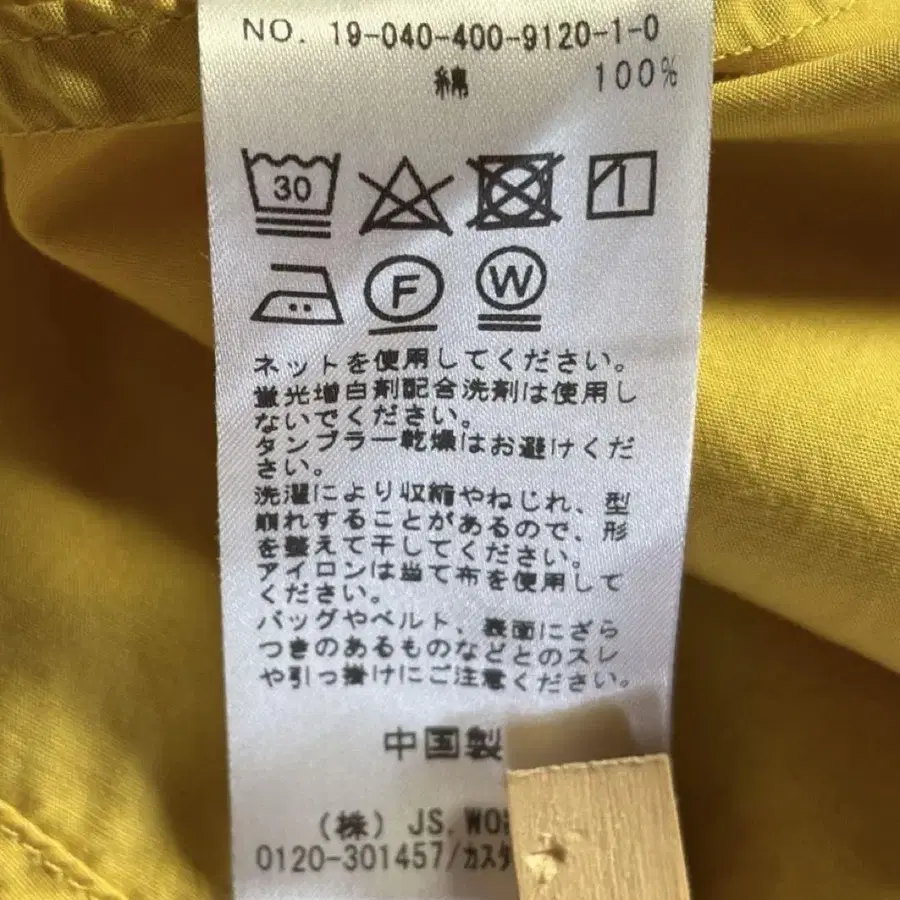 NO. 19-040-400-9120-1-0
綿 100%
30
F W
ネットを使用してください。
蛍光増白剤配合洗剤は使用し
ないでください。
タンブラー乾燥はお避けくだ
さい。
洗濯により収縮やねじれ、型
崩れすることがあるので、形
を整えて干してください。
アイロンは当て布を使用して
ください。
バッグやベルト、表面にざら
つきのあるものなどとのスレ
や引っ掛けにご注意ください。
中国製
(株) JS.WO
0120-301457/カスタ